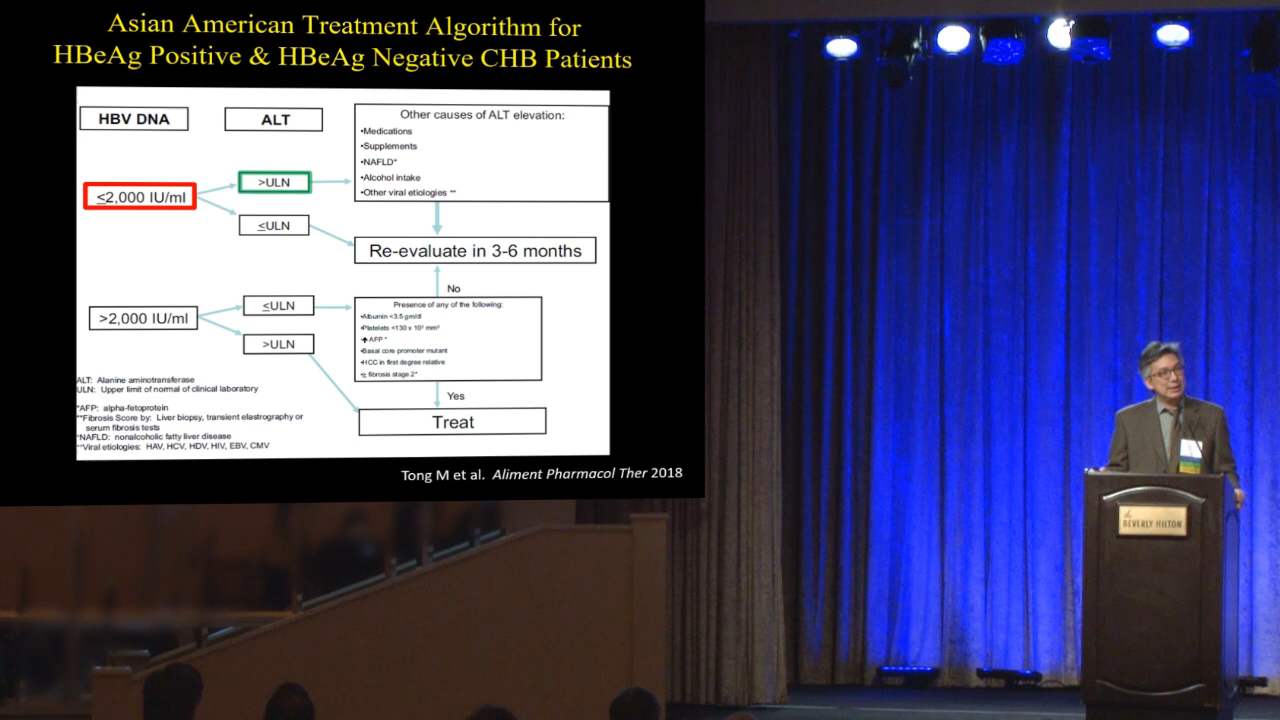 Asian American Treatment Algorithm for
HBeAg Positive & HBeAg Negative CHB Patients
HBV DNA
ALT
Other causes of ALT elevation:
•Medications
•Supplements
•NAFLD*
•Alcohol intake
•Other viral etiologies **
≤2,000 IU/ml
>ULN
≤ULN
Re-evaluate in 3-6 months
No
>2,000 IU/ml
≤ULN
>ULN
Presence of any of the following:
•Albumin <3.5 gm/dl
•Platelets <130 x 10³ mm³
•⬆ AFP *
•Basal core promoter mutant
•HCC in first degree relative
•≥ fibrosis stage 2*
Yes
Treat
ALT: Alanine aminotransferase
ULN: Upper limit of normal of clinical laboratory
*AFP: alpha-fetoprotein
**Fibrosis Score by: Liver biopsy, transient elastrography or
serum fibrosis tests
*NAFLD: nonalcoholic fatty liver disease
**Viral etiologies: HAV, HCV, HDV, HIV, EBV, CMV
Tong M et al. Aliment Pharmacol Ther 2018
the
BEVERLY HILTON